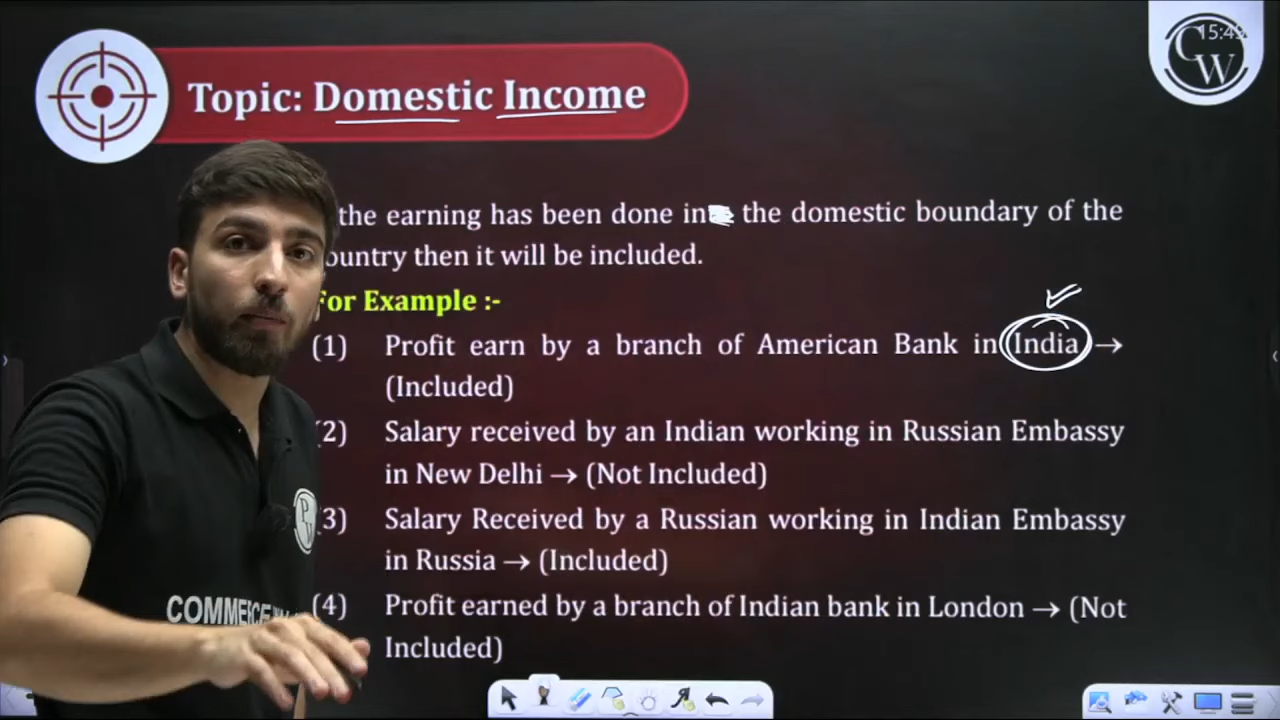 15:49
CW
Topic: Domestic Income
the earning has been done in the domestic boundary of the
ountry then it will be included.
For Example :-
(1) Profit earn by a branch of American Bank in India →
(Included)
(2) Salary received by an Indian working in Russian Embassy
in New Delhi → (Not Included)
(3) Salary Received by a Russian working in Indian Embassy
in Russia → (Included)
(4) Profit earned by a branch of Indian bank in London → (Not
Included)
PW
COMMERCE